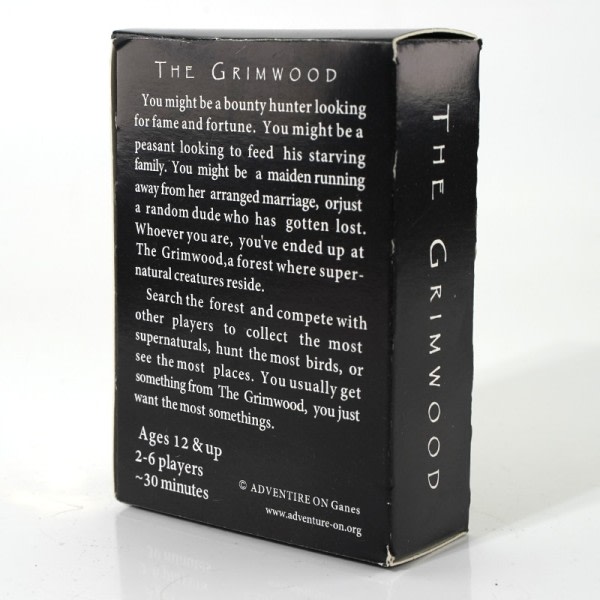 THE GRIMWOOD
You might be a bounty hunter looking
for fame and fortune. You might be a
peasant looking to feed his starving
family. You might be a maiden running
away from her arranged marriage, orjust
a random dude who has gotten lost.
Whoever you are, you've ended up at
The Grimwood, a forest where super-
natural creatures reside.
Search the forest and compete with
other players to collect the most
supernaturals, hunt the most birds, or
see the most places. You usually get
something from The Grimwood, you just
want the most somethings.
Ages 12 & up
2-6 players
~30 minutes
© ADVENTIRE ON Ganes
www.adventure-on.org
THE GRIMWOOD